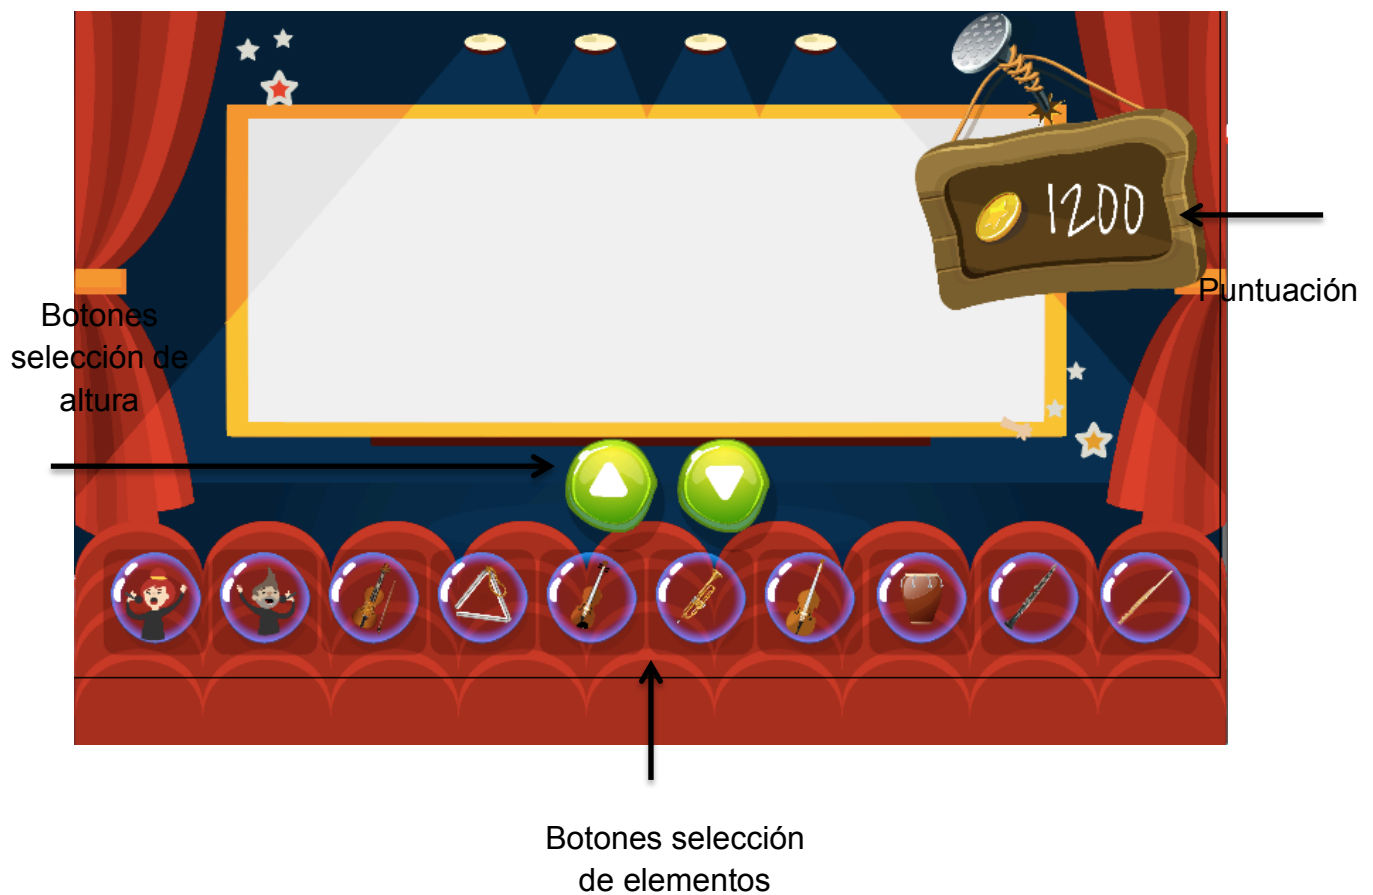 1200
Puntuación
Botones
selección de
altura
Botones selección
de elementos